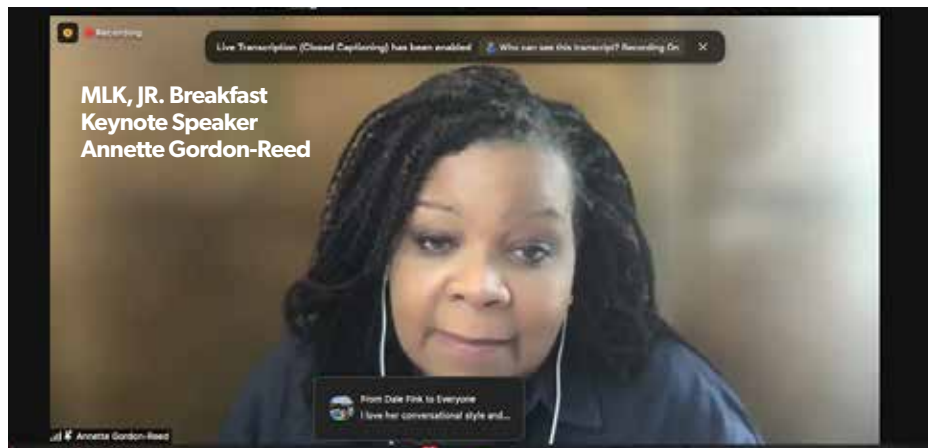 Recording
Live Transcription (Closed Captioning) has been enabled Who can see this transcript? Recording On
MLK, JR. Breakfast
Keynote Speaker
Annette Gordon-Reed
From Dale Fink to Everyone
I love her conversational style and...
Annette Gordon-Reed